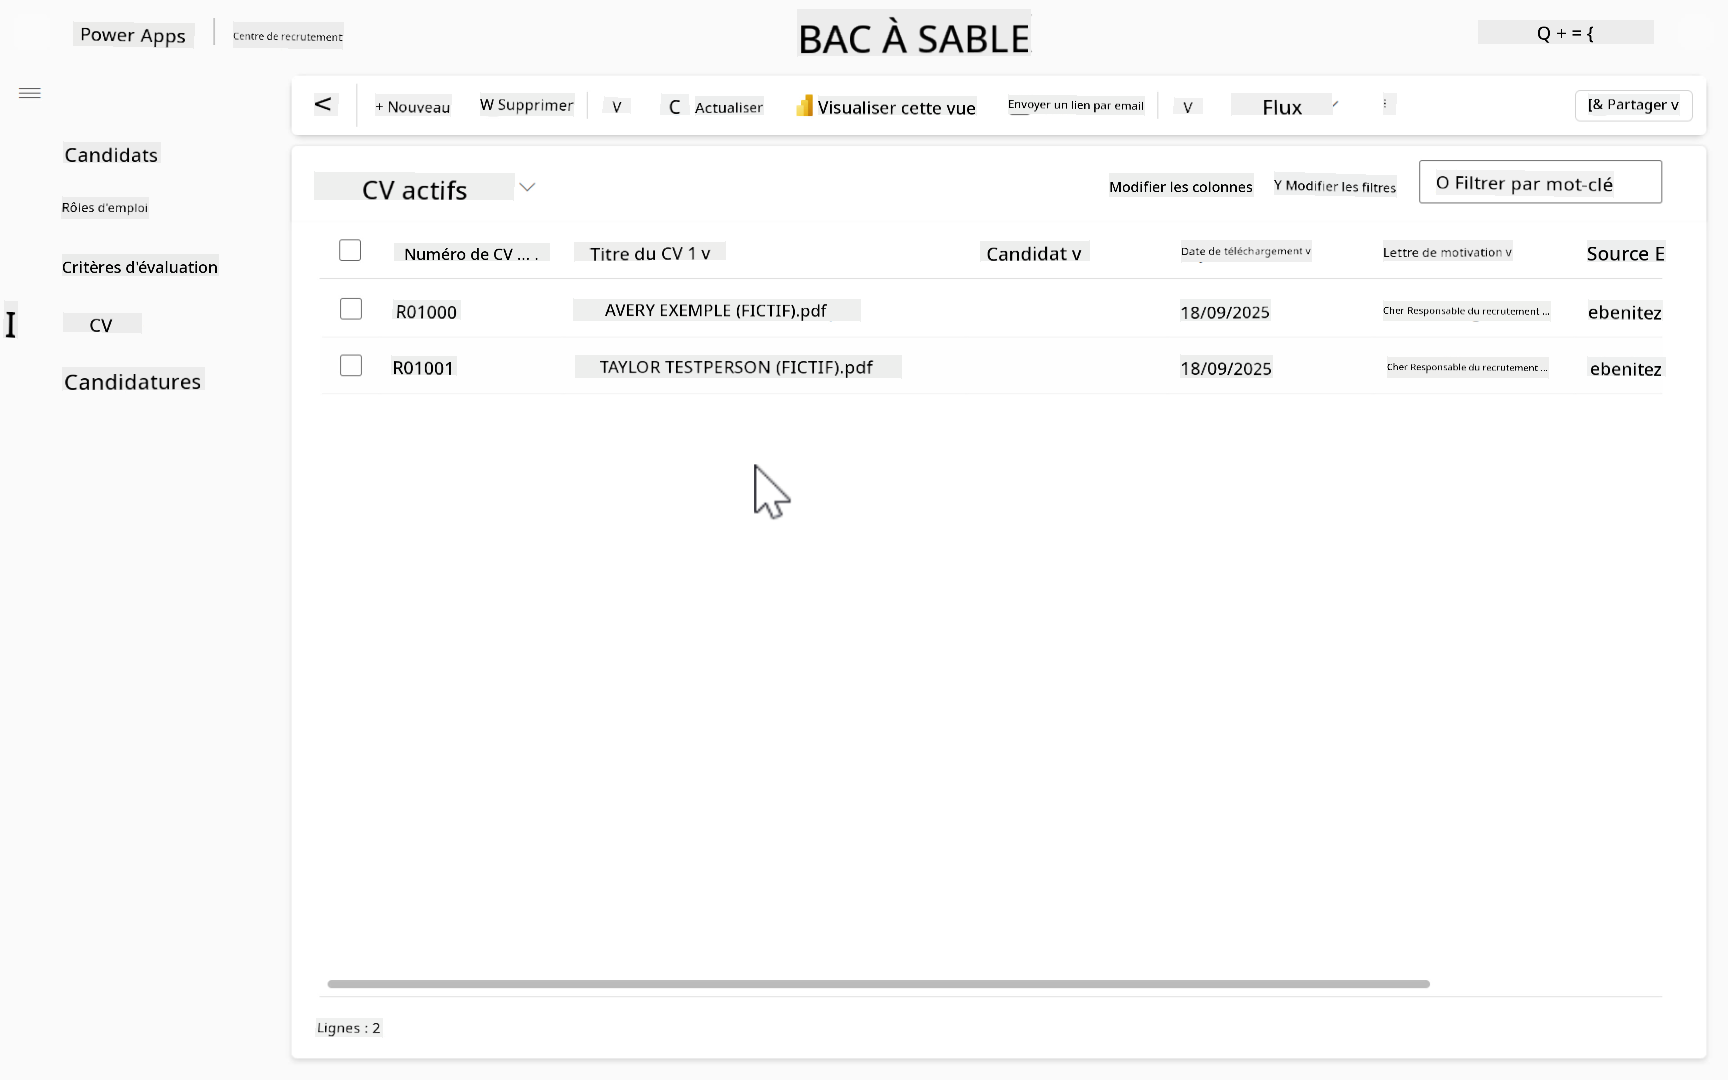 Power Apps
Centre de recrutement
BAC À SABLE
Q + = {
<
+ Nouveau
W Supprimer
V
C Actualiser
Visualiser cette vue
Envoyer un lien par email
V
Flux
[& Partager v
Candidats
Rôles d'emploi
Critères d'évaluation
I
CV
Candidatures
CV actifs
Modifier les colonnes
Y Modifier les filtres
O Filtrer par mot-clé
Numéro de CV ... .
Titre du CV 1 v
Candidat v
Date de téléchargement v
Lettre de motivation v
Source E
R01000
AVERY EXEMPLE (FICTIF).pdf
18/09/2025
Cher Responsable du recrutement ...
ebenitez
R01001
TAYLOR TESTPERSON (FICTIF).pdf
18/09/2025
Cher Responsable du recrutement ...
ebenitez
Lignes : 2